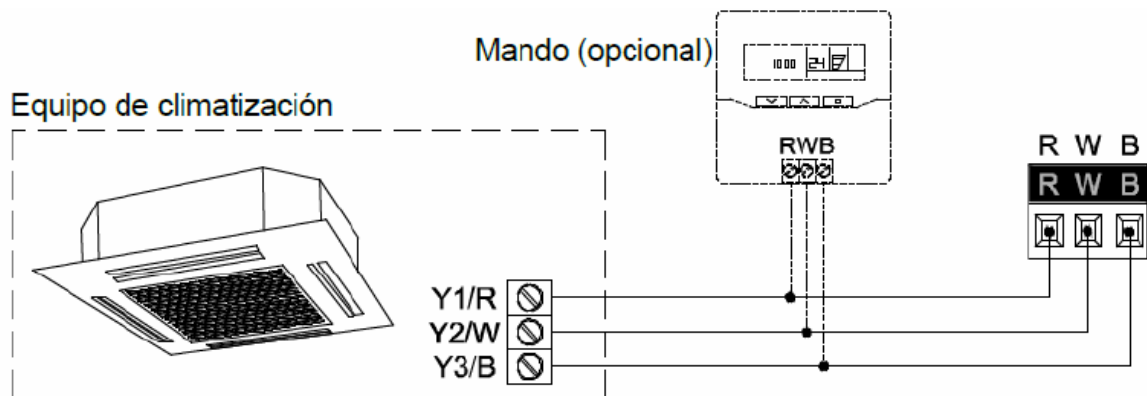 Mando (opcional)
1000 24
Equipo de climatización
RWB
R W B
R W B
Y1/R
Y2/W
Y3/B